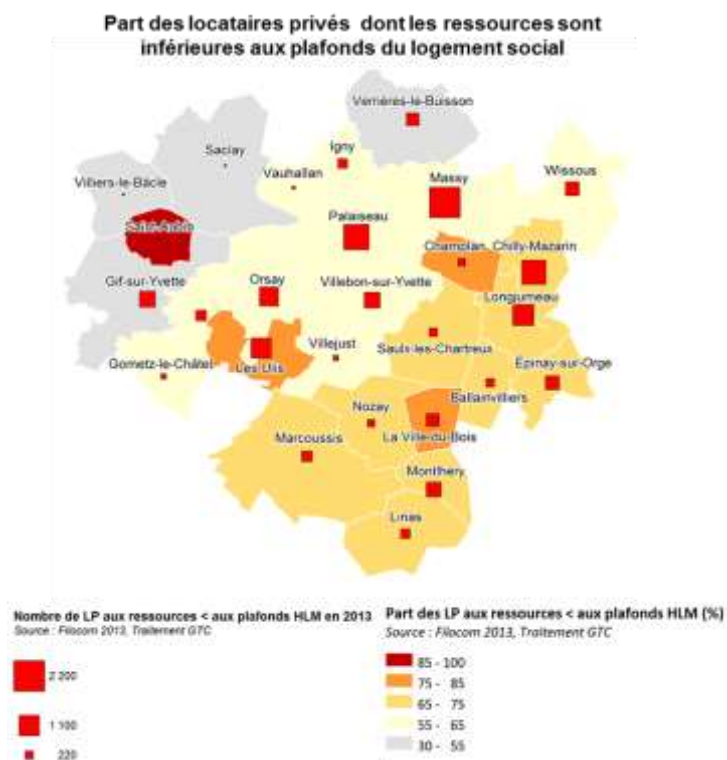 Part des locataires privés dont les ressources sont
inférieures aux plafonds du logement social
Verrières-le-Buisson
Igny
Saclay
Vauhallan
Wissous
Villiers-le-Bâcle
Massy
Palaiseau
Saint-Aubin
Champlan
Chilly-Mazarin
Gif-sur-Yvette
Orsay
Villebon-sur-Yvette
Longjumeau
Gometz-le-Châtel
Les Ulis
Villejust
Saulx-les-Chartreux
Épinay-sur-Orge
Ballainvilliers
Nozay
La Ville-du-Bois
Marcoussis
Montlhéry
Linas
Nombre de LP aux ressources < aux plafonds HLM en 2013
Source : Filocom 2013, Traitement GTC
2 200
1 100
220
Part des LP aux ressources < aux plafonds HLM (%)
Source : Filocom 2013, Traitement GTC
85 - 100
75 - 85
65 - 75
55 - 65
30 - 55